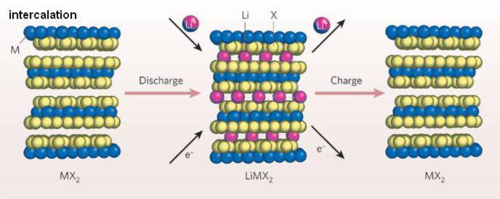 intercalation
M
Li
X
Li⁺
Li⁺
Discharge
Charge
e⁻
e⁻
MX₂
LiMX₂
MX₂